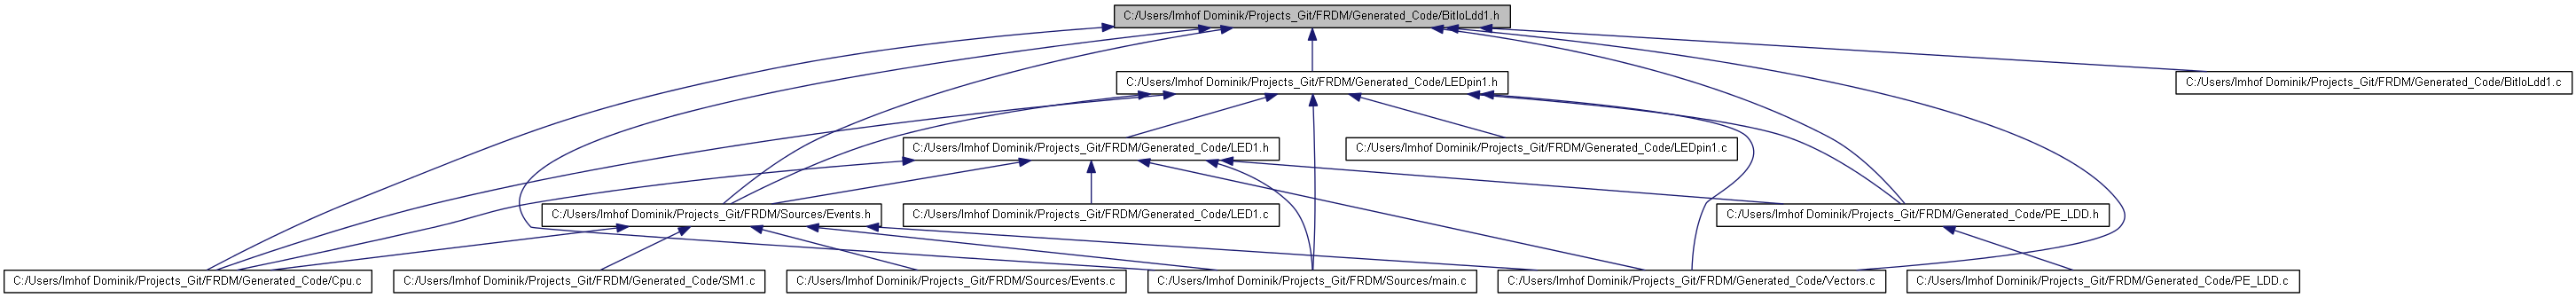 C:/Users/Imhof Dominik/Projects_Git/FRDM/Generated_Code/BitIoLdd1.h
C:/Users/Imhof Dominik/Projects_Git/FRDM/Generated_Code/LEDpin1.h
C:/Users/Imhof Dominik/Projects_Git/FRDM/Generated_Code/BitIoLdd1.c
C:/Users/Imhof Dominik/Projects_Git/FRDM/Generated_Code/LED1.h
C:/Users/Imhof Dominik/Projects_Git/FRDM/Generated_Code/LEDpin1.c
C:/Users/Imhof Dominik/Projects_Git/FRDM/Sources/Events.h
C:/Users/Imhof Dominik/Projects_Git/FRDM/Generated_Code/LED1.c
C:/Users/Imhof Dominik/Projects_Git/FRDM/Generated_Code/PE_LDD.h
C:/Users/Imhof Dominik/Projects_Git/FRDM/Generated_Code/Cpu.c
C:/Users/Imhof Dominik/Projects_Git/FRDM/Generated_Code/SM1.c
C:/Users/Imhof Dominik/Projects_Git/FRDM/Sources/Events.c
C:/Users/Imhof Dominik/Projects_Git/FRDM/Sources/main.c
C:/Users/Imhof Dominik/Projects_Git/FRDM/Generated_Code/Vectors.c
C:/Users/Imhof Dominik/Projects_Git/FRDM/Generated_Code/PE_LDD.c